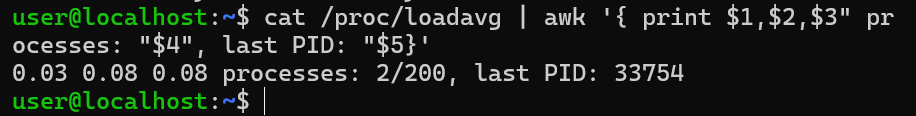 user@localhost:~$ cat /proc/loadavg | awk '{ print $1,$2,$3" pr
ocesses: "$4", last PID: "$5}'
0.03 0.08 0.08 processes: 2/200, last PID: 33754
user@localhost:~$